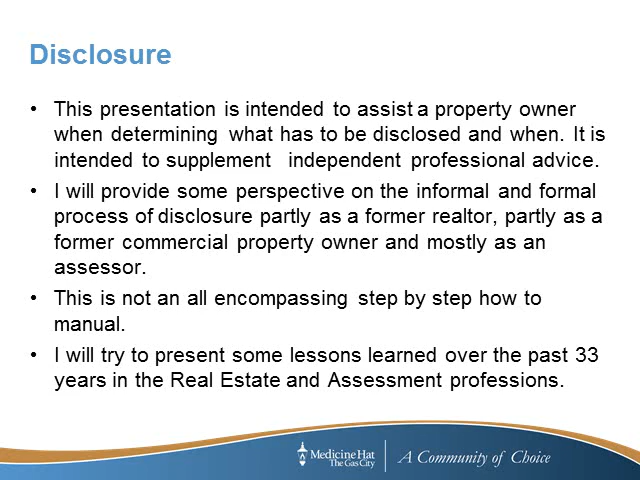 Disclosure
• This presentation is intended to assist a property owner
when determining what has to be disclosed and when. It is
intended to supplement independent professional advice.
• I will provide some perspective on the informal and formal
process of disclosure partly as a former realtor, partly as a
former commercial property owner and mostly as an
assessor.
• This is not an all encompassing step by step how to
manual.
• I will try to present some lessons learned over the past 33
years in the Real Estate and Assessment professions.
Medicine Hat
The Gas City
A Community of Choice